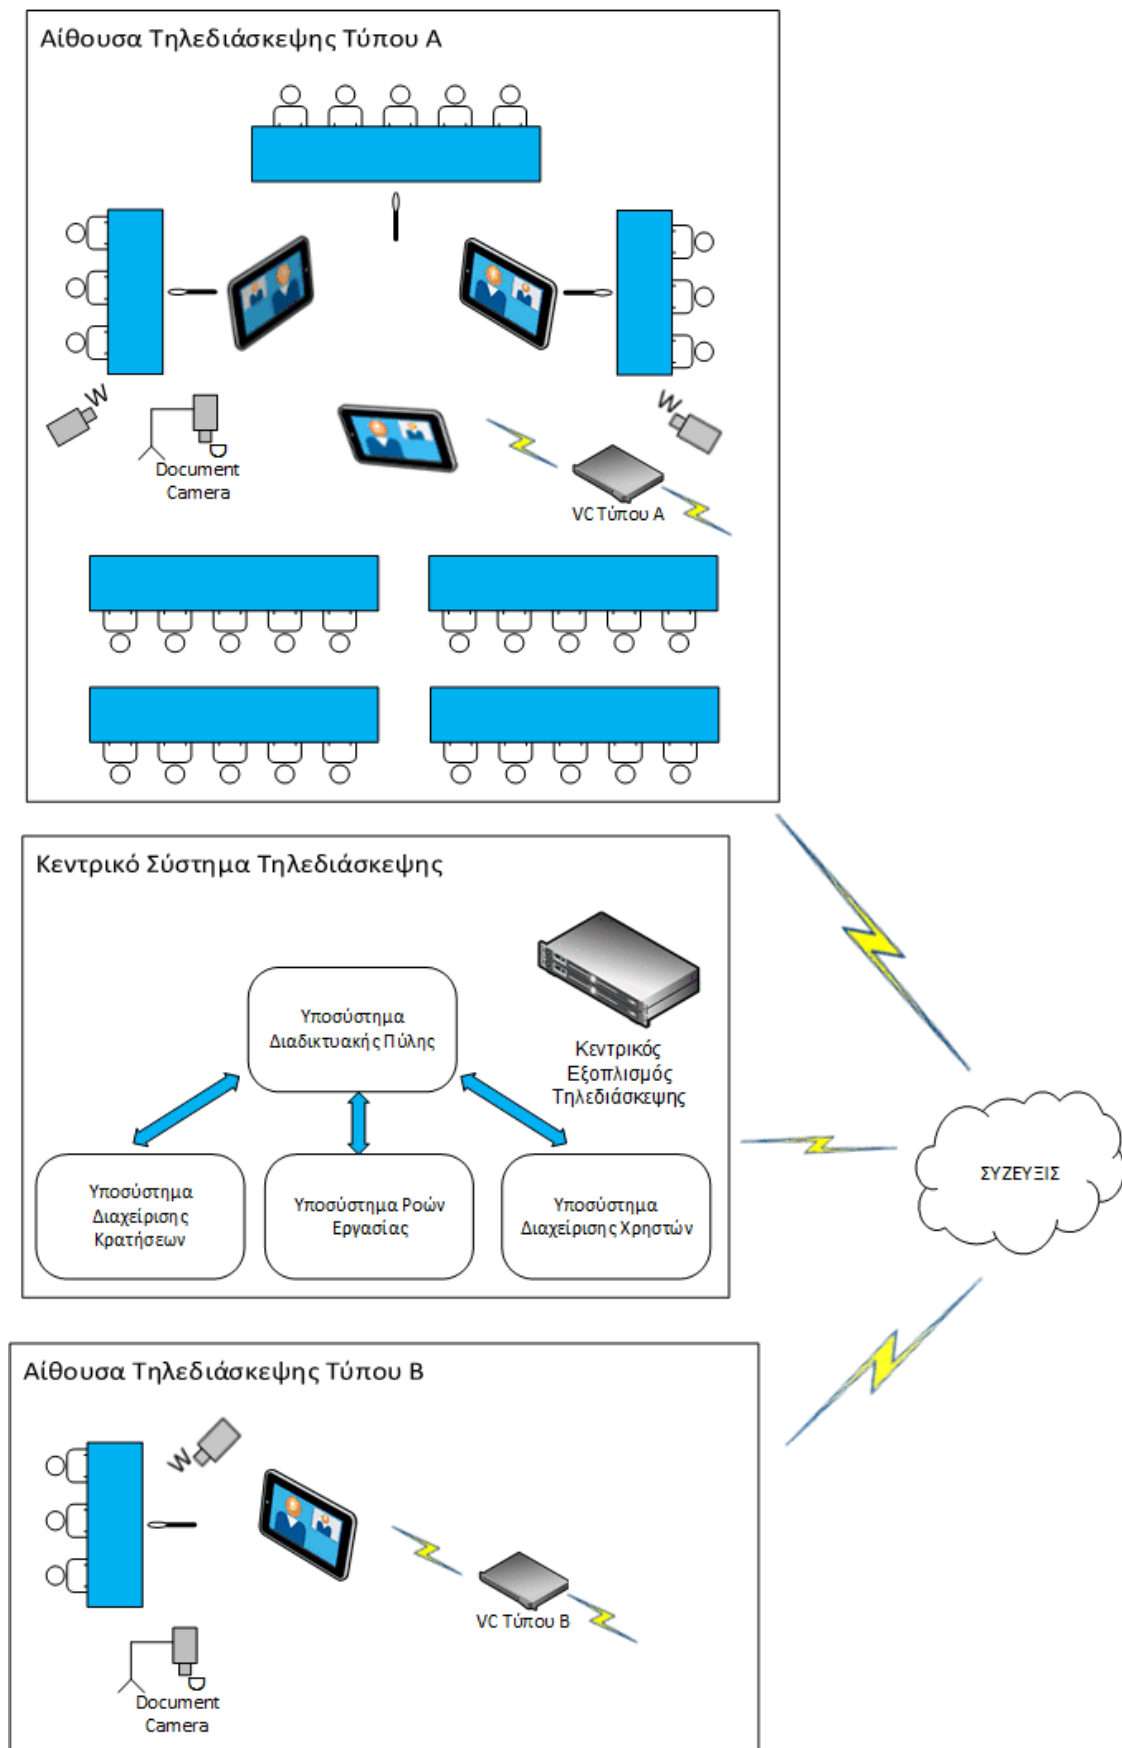 Αίθουσα Τηλεδιάσκεψης Τύπου Α
W
W
Document
Camera
VC Τύπου Α
Κεντρικό Σύστημα Τηλεδιάσκεψης
Υποσύστημα
Διαδικτυακής Πύλης
Κεντρικός
Εξοπλισμός
Τηλεδιάσκεψης
Υποσύστημα
Διαχείρισης
Κρατήσεων
Υποσύστημα Ροών
Εργασίας
Υποσύστημα
Διαχείρισης Χρηστών
ΣΥΖΕΥΞΙΣ
Αίθουσα Τηλεδιάσκεψης Τύπου Β
W
VC Τύπου Β
Document
Camera